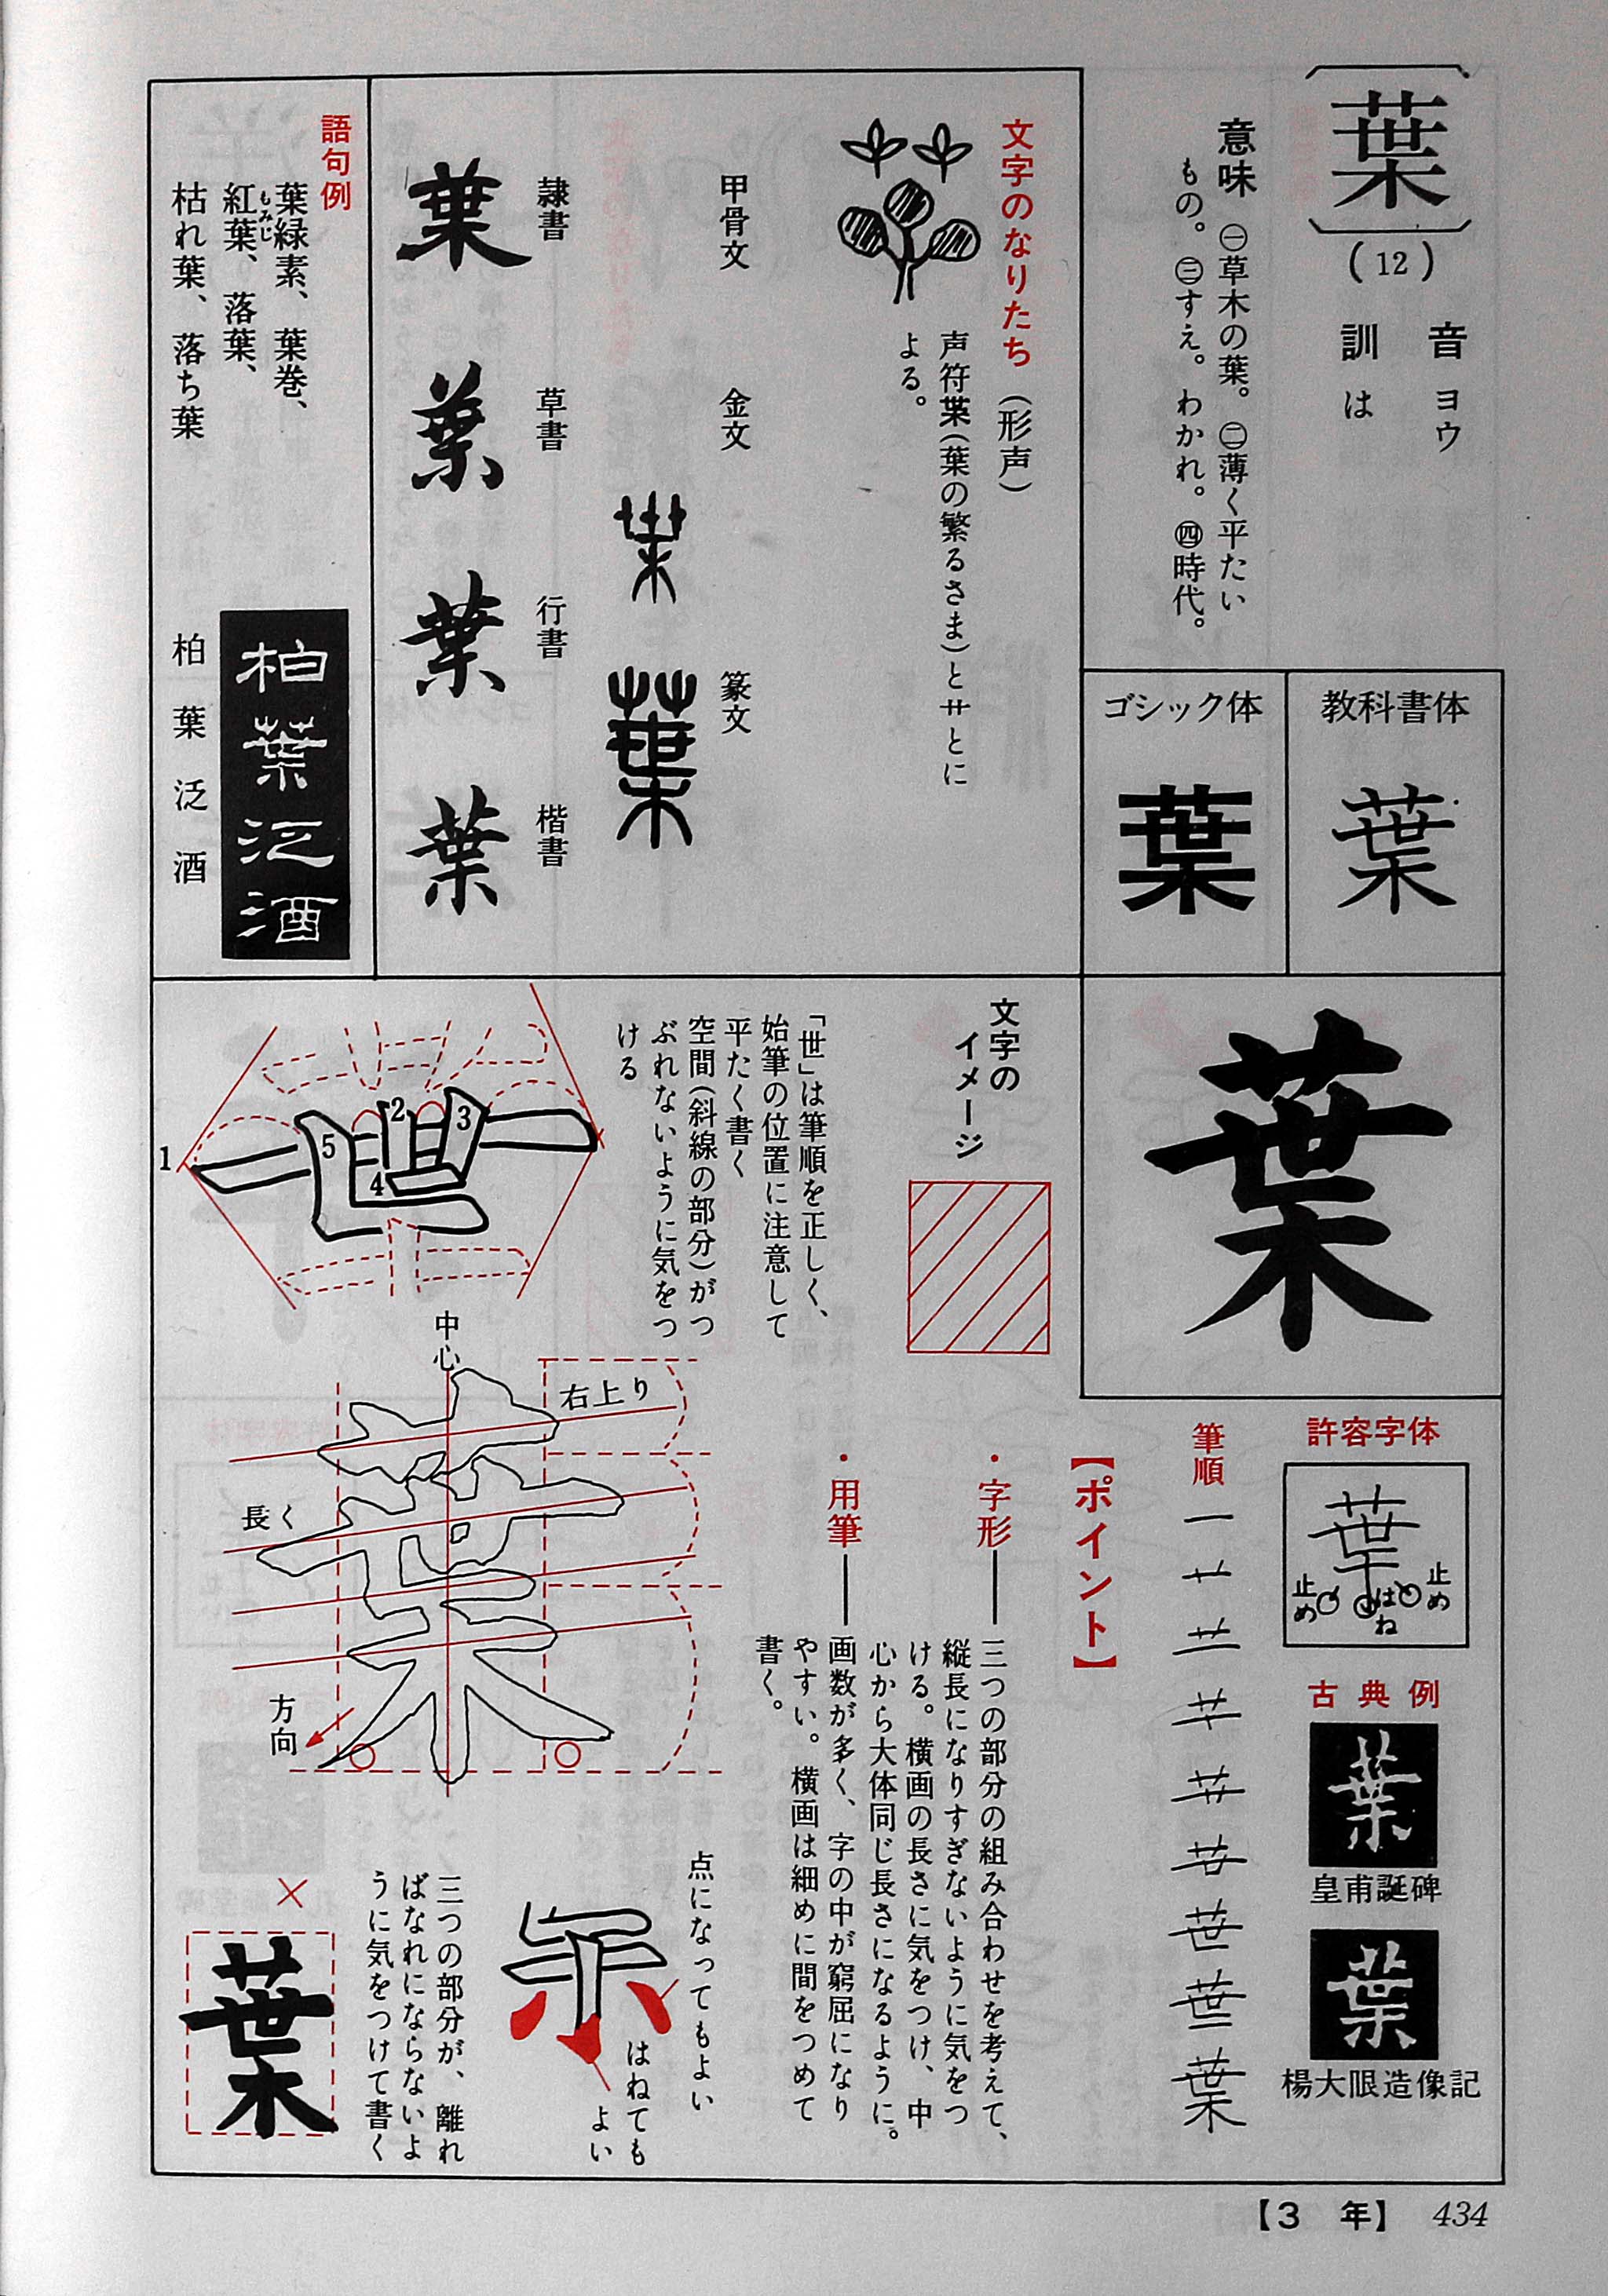 葉
(12)
音 ヨウ
訓 は
意味 ㊀草木の葉。㊁薄く平たい
もの。㊂すえ。わかれ。㊃時代。
教科書体
葉
ゴシック体
葉
文字のなりたち（形声）
声符枼（葉の繁るさま）と艹とに
よる。
甲骨文
金文
篆文
葉
隷書
葉
草書
葉
行書
葉
楷書
葉
語句例
葉緑素、葉巻、
もみじ
紅葉、落葉、
枯れ葉、落ち葉
柏葉泛酒
柏葉泛酒
葉
許容字体
葉
止め
はね
止め
古典例
葉
皇甫誕碑
葉
楊大眼造像記
筆順
葉
【ポイント】
・字形――三つの部分の組み合わせを考えて、
縦長になりすぎないように気をつ
ける。横画の長さに気をつけ、中
心から大体同じ長さになるように。
・用筆――画数が多く、字の中が窮屈になり
やすい。横画は細めに間をつめて
書く。
文字の
イメージ
「世」は筆順を正しく、
始筆の位置に注意して
平たく書く
空間（斜線の部分）がつ
ぶれないように気をつ
ける
1
2
3
4
5
中心
右上り
長く
方向
点になってもよい
はねても
よい
三つの部分が、離れ
ばなれにならないよ
うに気をつけて書く
×
葉
【3 年】 434